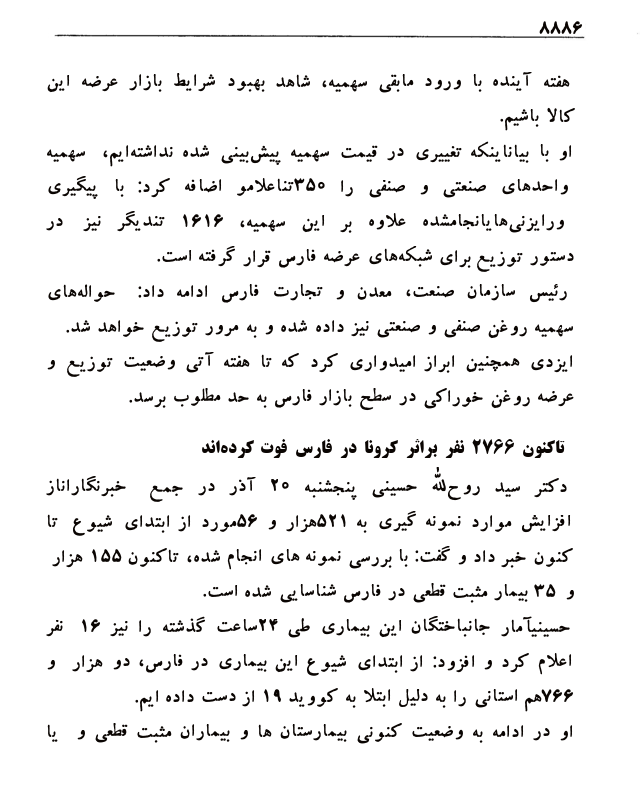 ۸۸۸۶
هفته آینده با ورود مابقی سهمیه، شاهد بهبود شرایط بازار عرضه این
کالا باشیم.
او با بیاناینکه تغییری در قیمت سهمیه پیش‌بینی شده نداشته‌ایم، سهمیه
واحدهای صنعتی و صنفی را ۳۵۰تناعلامو اضافه کرد: با پیگیری
ورایزنی‌هایانجامشده علاوه بر این سهمیه، ۱۶۱۶ تندیگر نیز در
دستور توزیع برای شبکه‌های عرضه فارس قرار گرفته است.
رئیس سازمان صنعت، معدن و تجارت فارس ادامه داد: حواله‌های
سهمیه روغن صنفی و صنعتی نیز داده شده و به مرور توزیع خواهد شد.
ایزدی همچنین ابراز امیدواری کرد که تا هفته آتی وضعیت توزیع و
عرضه روغن خوراکی در سطح بازار فارس به حد مطلوب برسد.
تاکنون ۲۷۶۶ نفر براثر کرونا در فارس فوت کرده‌اند
دکتر سید روح‌الله حسینی پنجشنبه ۲۰ آذر در جمع خبرنگاراناز
افزایش موارد نمونه گیری به ۵۲۱هزار و ۵۶مورد از ابتدای شیوع تا
کنون خبر داد و گفت: با بررسی نمونه های انجام شده، تاکنون ۱۵۵ هزار
و ۳۵ بیمار مثبت قطعی در فارس شناسایی شده است.
حسینیآمار جانباختگان این بیماری طی ۲۴ساعت گذشته را نیز ۱۶ نفر
اعلام کرد و افزود: از ابتدای شیوع این بیماری در فارس، دو هزار و
۷۶۶هم استانی را به دلیل ابتلا به کووید ۱۹ از دست داده ایم.
او در ادامه به وضعیت کنونی بیمارستان ها و بیماران مثبت قطعی و یا